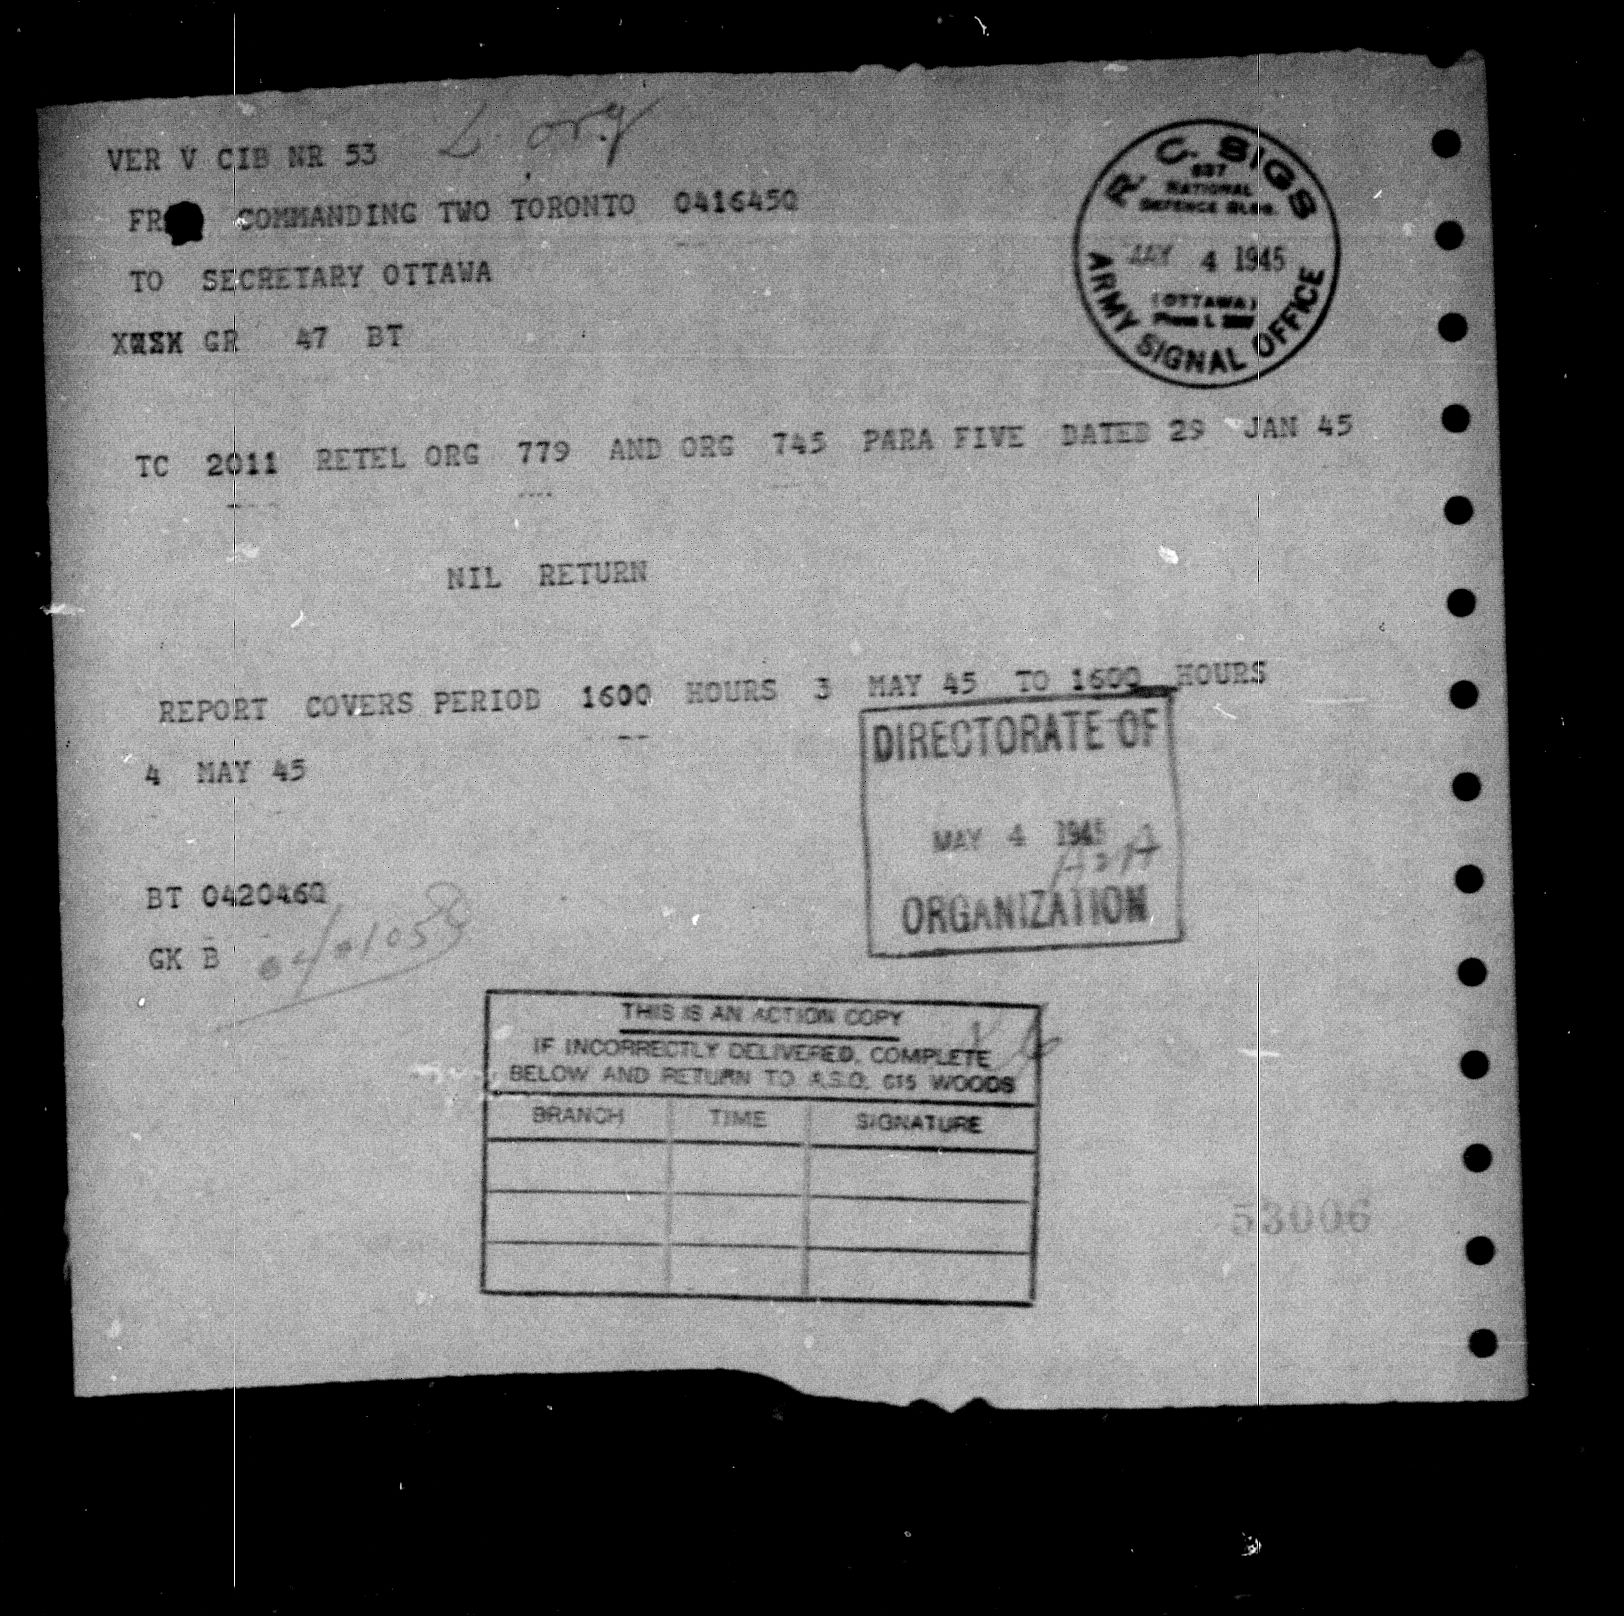 D. Org
VER V CIB NR 53
FR COMMANDING TWO TORONTO 041645Q
TO SECRETARY OTTAWA
GR 47 BT
R. C. SIGS
NATIONAL
DEFENCE BLDG.
MAY 4 1945
(OTTAWA)
ARMY SIGNAL OFFICE
TC 2011 RETEL ORG 779 AND ORG 745 PARA FIVE DATED 29 JAN 45
NIL RETURN
REPORT COVERS PERIOD 1600 HOURS 3 MAY 45 TO 1600 HOURS
4 MAY 45
DIRECTORATE OF
MAY 4 1945
ORGANIZATION
BT 042046Q
GK B
THIS IS AN ACTION COPY
IF INCORRECTLY DELIVERED, COMPLETE
BELOW AND RETURN TO A.S.O. 615 WOODS
BRANCH TIME SIGNATURE
53006